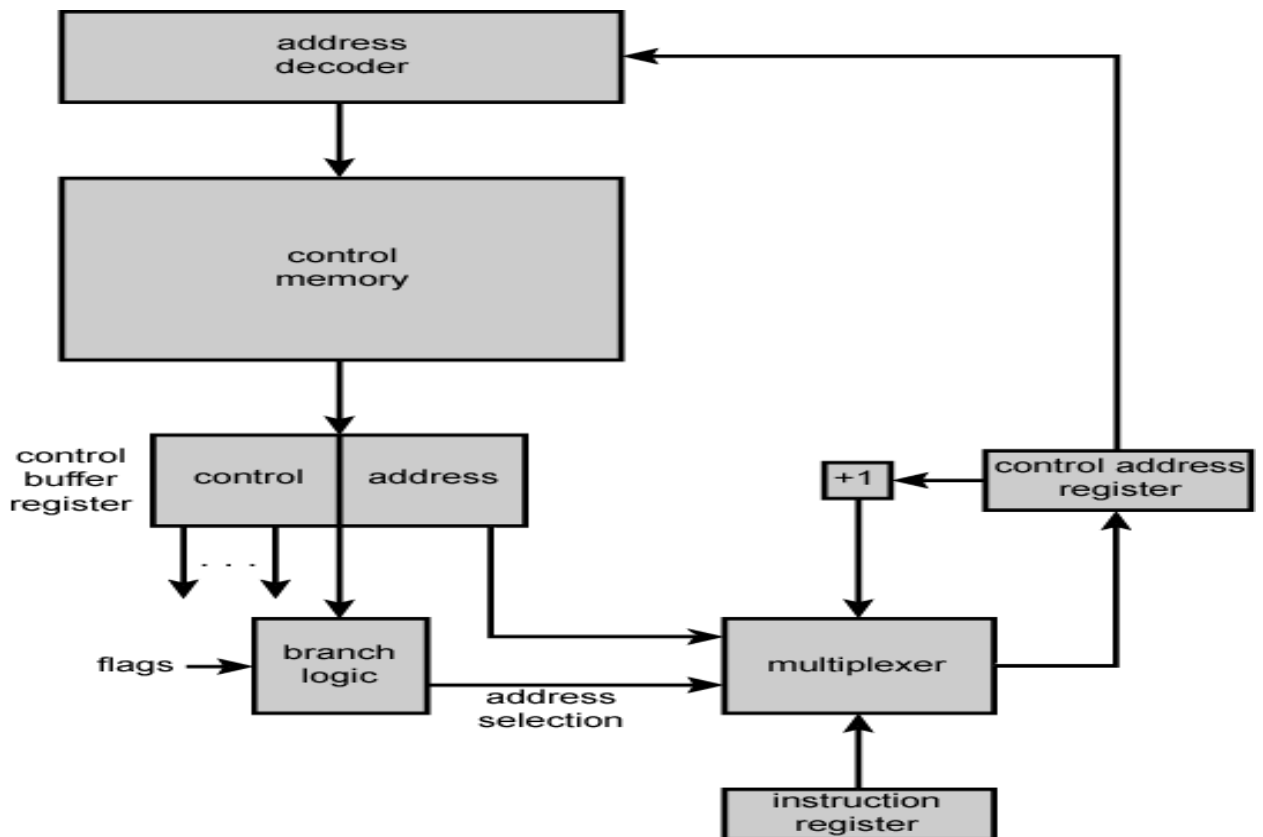 address
decoder
control
memory
control
buffer
register
control
address
+1
control address
register
. . .
flags
branch
logic
address
selection
multiplexer
instruction
register